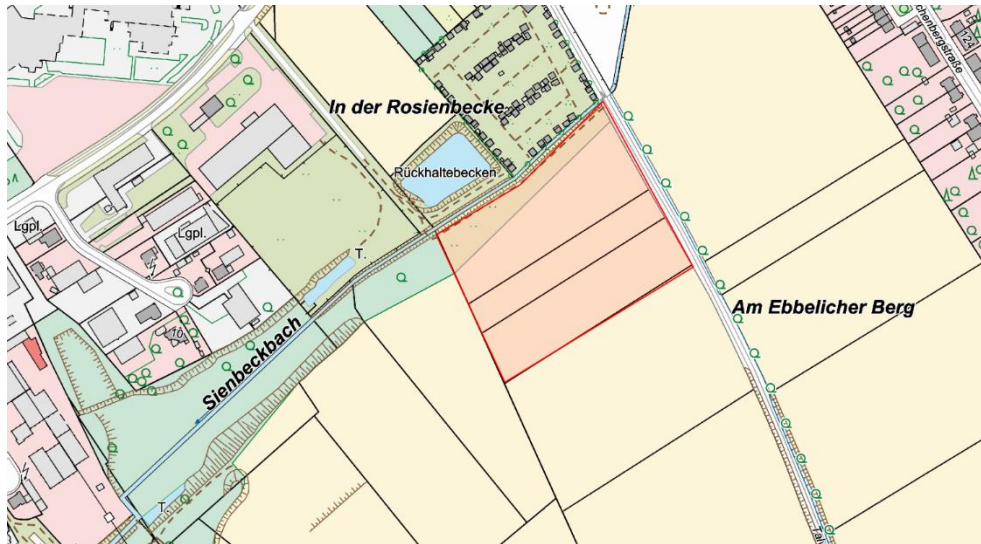 124
In der Rosienbecke
Rückhaltebecken
Lgpl.
Lgpl.
T.
Am Ebbelicher Berg
10
Sienbeckbach
T.